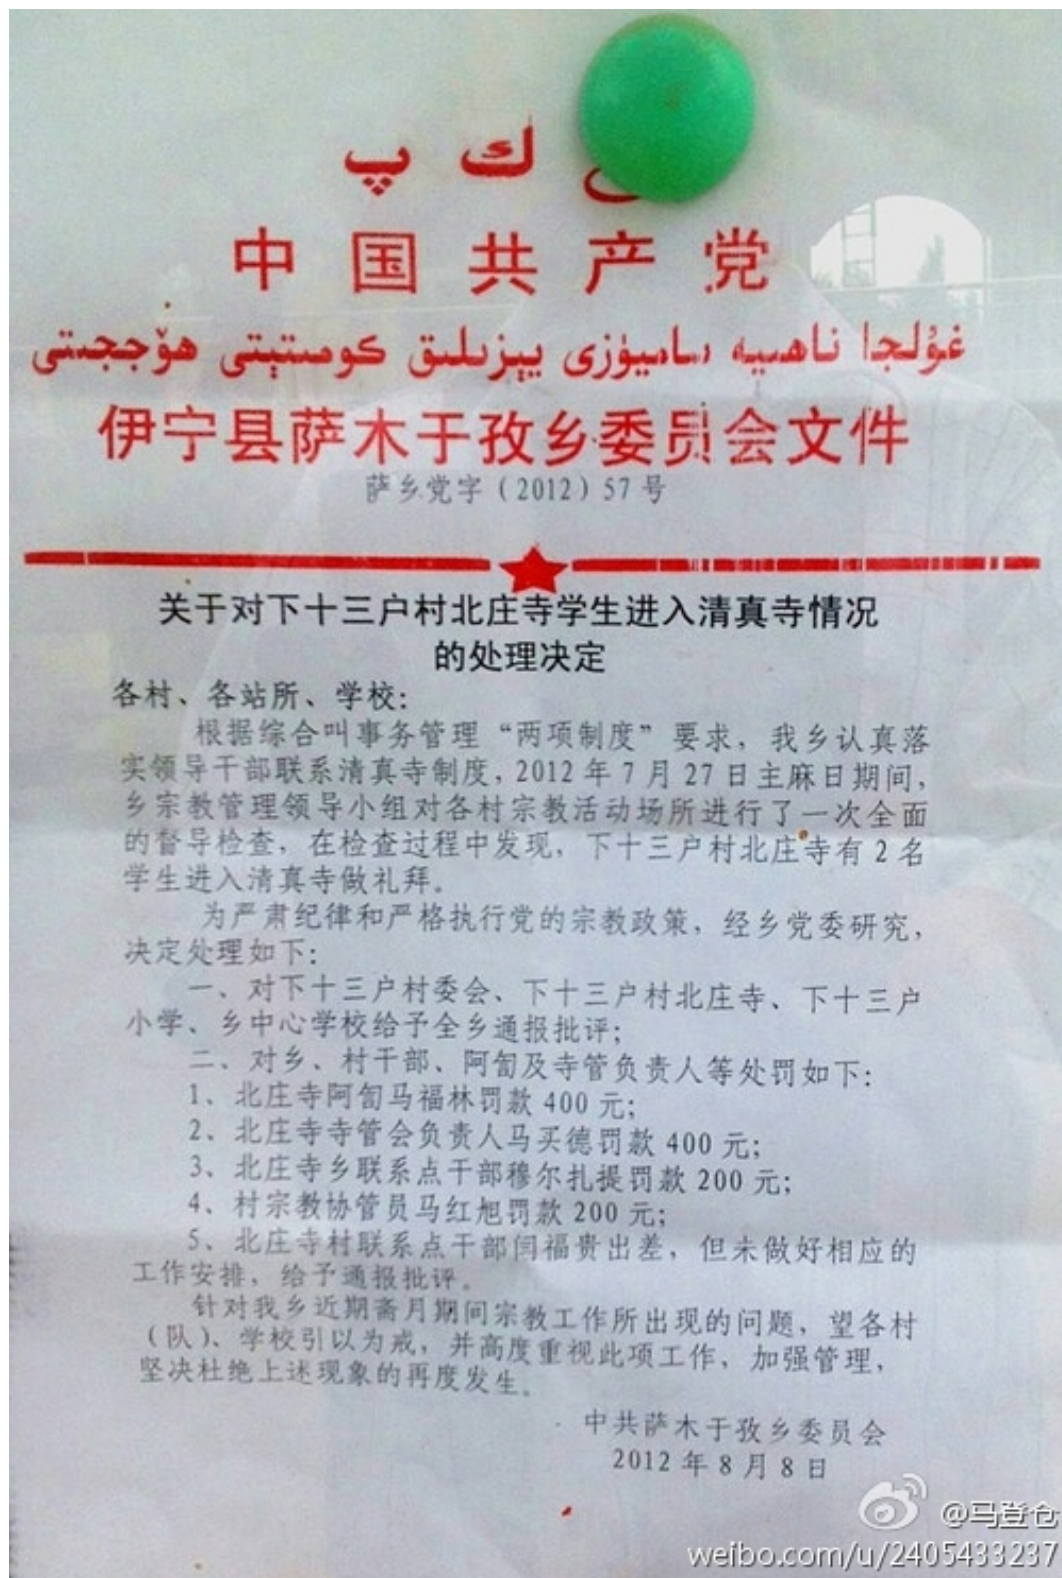 ك پ
中国共产党
غۇلجا ناھىيە سامىيۈزى يېزىلىق كومىتېتى ھۆججىتى
伊宁县萨木于孜乡委员会文件
萨乡党字（2012）57号
关于对下十三户村北庄寺学生进入清真寺情况
的处理决定
各村、各站所、学校：
根据综合叫事务管理“两项制度”要求，我乡认真落
实领导干部联系清真寺制度，2012年7月27日主麻日期间，
乡宗教管理领导小组对各村宗教活动场所进行了一次全面
的督导检查，在检查过程中发现，下十三户村北庄寺有2名
学生进入清真寺做礼拜。
为严肃纪律和严格执行党的宗教政策，经乡党委研究，
决定处理如下：
一、对下十三户村委会、下十三户村北庄寺、下十三户
小学、乡中心学校给予全乡通报批评；
二、对乡、村干部、阿訇及寺管负责人等处罚如下：
1、北庄寺阿訇马福林罚款400元；
2、北庄寺寺管会负责人马买德罚款400元；
3、北庄寺乡联系点干部穆尔扎提罚款200元；
4、村宗教协管员马红旭罚款200元；
5、北庄寺村联系点干部闫福贵出差，但未做好相应的
工作安排，给予通报批评。
针对我乡近期斋月期间宗教工作所出现的问题，望各村
（队）、学校引以为戒，并高度重视此项工作，加强管理，
坚决杜绝上述现象的再度发生。
中共萨木于孜乡委员会
2012年8月8日
@马登仓
weibo.com/u/2405433237